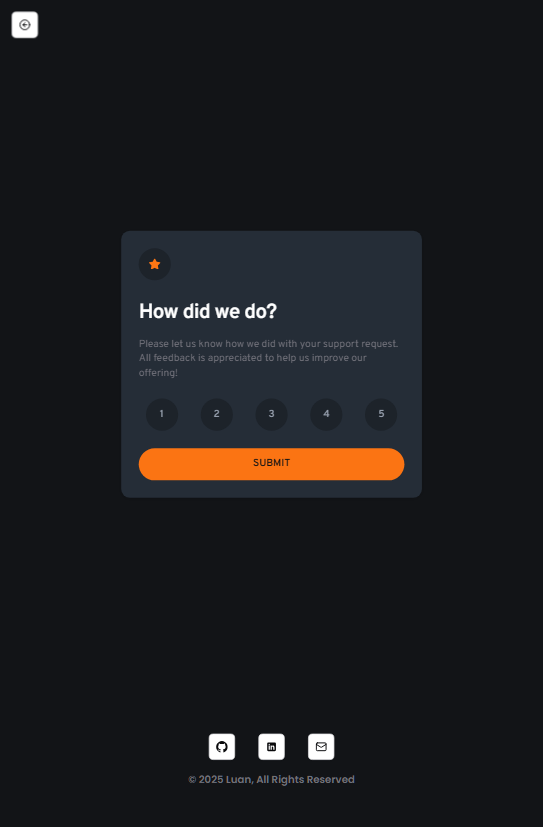 How did we do?
Please let us know how we did with your support request.
All feedback is appreciated to help us improve our
offering!
1 2 3 4 5
SUBMIT
© 2025 Luan, All Rights Reserved